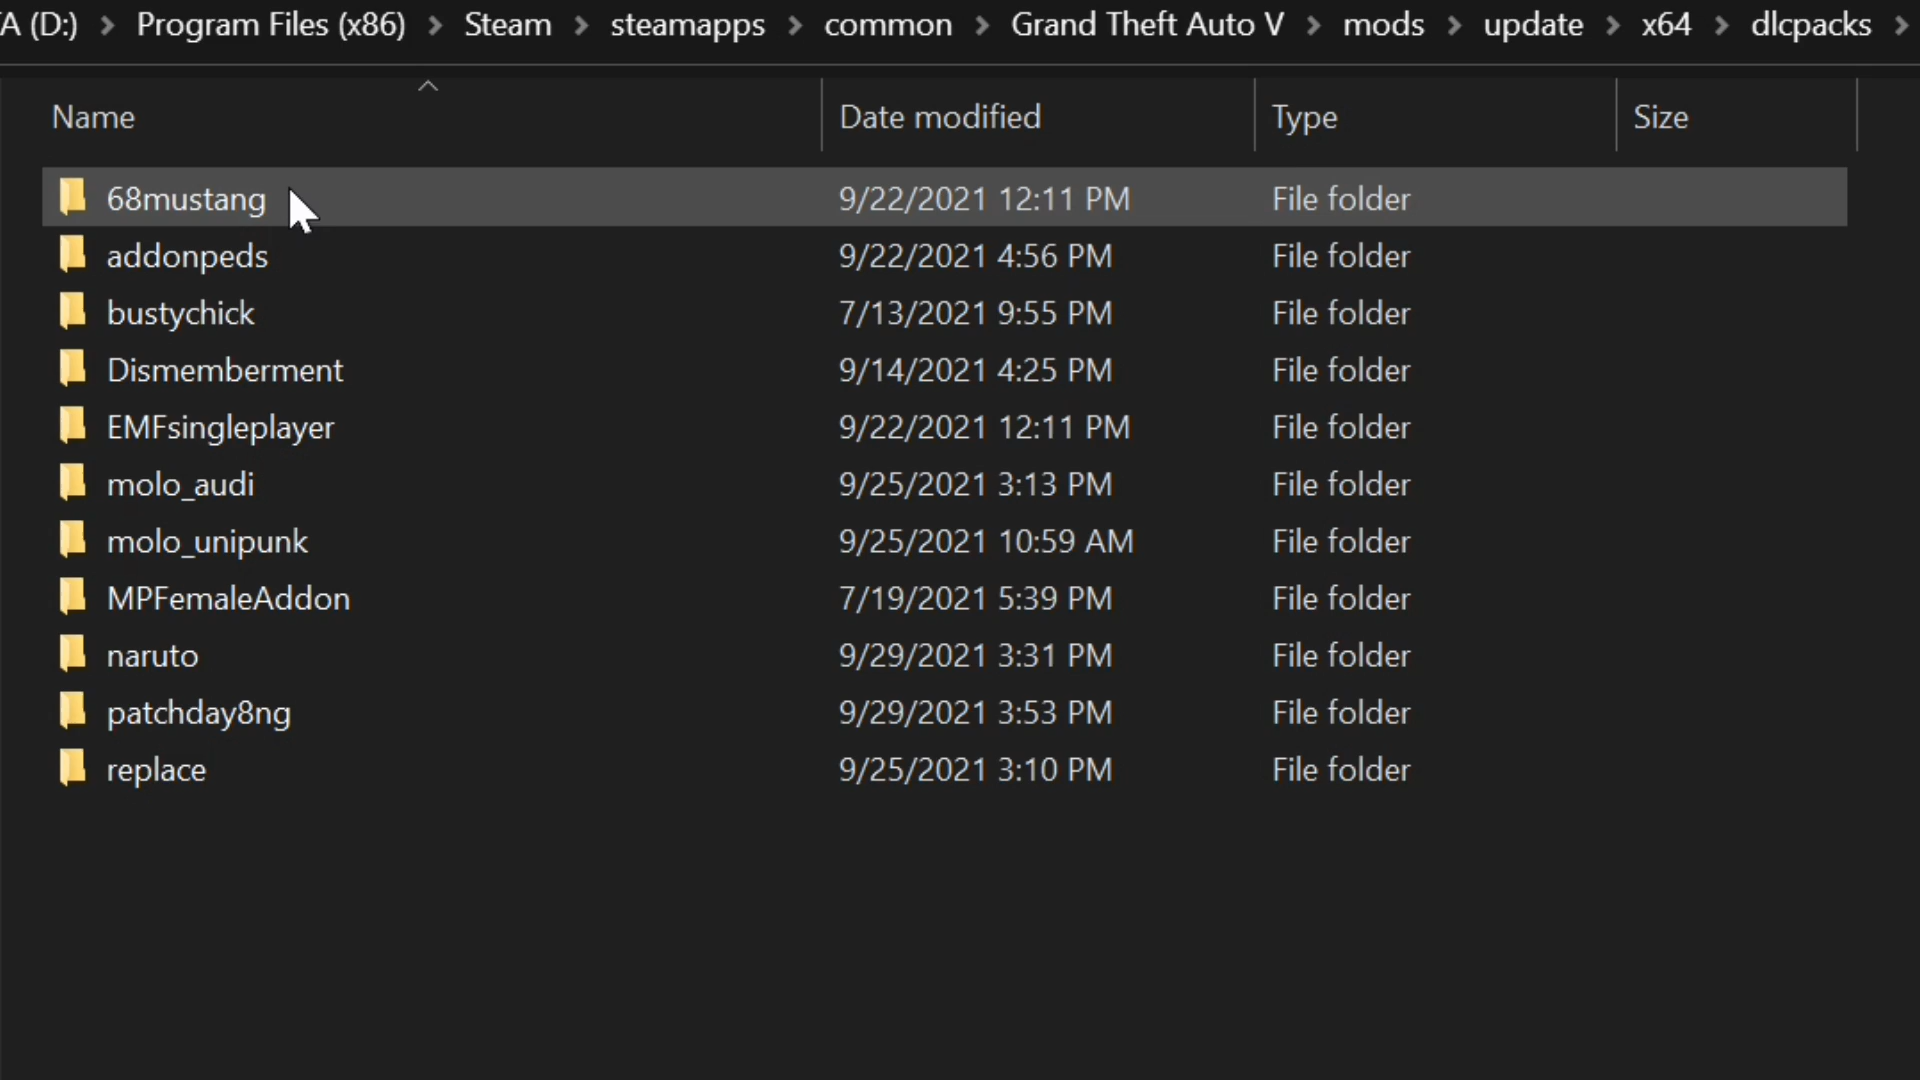 A (D:) > Program Files (x86) > Steam > steamapps > common > Grand Theft Auto V > mods > update > x64 > dlcpacks >
Name Date modified Type Size
68mustang 9/22/2021 12:11 PM File folder
addonpeds 9/22/2021 4:56 PM File folder
bustychick 7/13/2021 9:55 PM File folder
Dismemberment 9/14/2021 4:25 PM File folder
EMFsingleplayer 9/22/2021 12:11 PM File folder
molo_audi 9/25/2021 3:13 PM File folder
molo_unipunk 9/25/2021 10:59 AM File folder
MPFemaleAddon 7/19/2021 5:39 PM File folder
naruto 9/29/2021 3:31 PM File folder
patchday8ng 9/29/2021 3:53 PM File folder
replace 9/25/2021 3:10 PM File folder